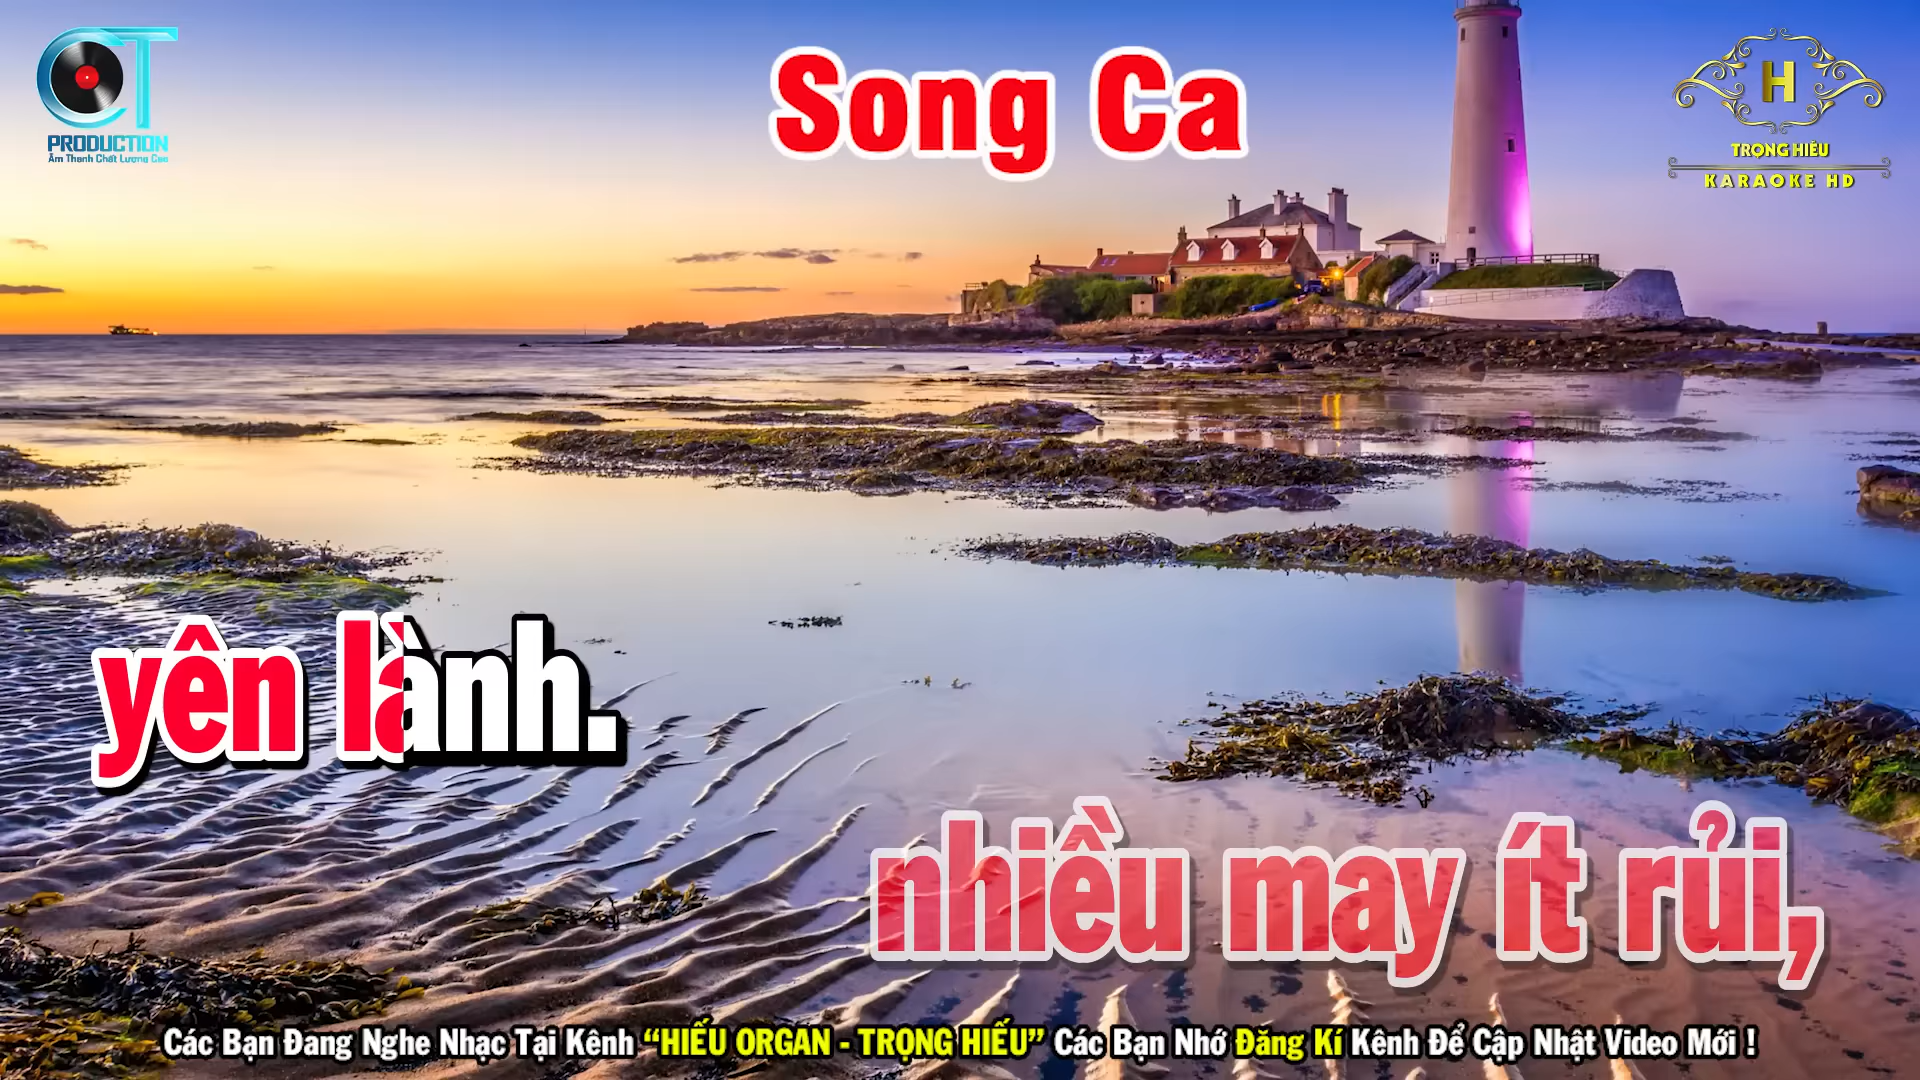 CT
PRODUCTION
Âm Thanh Chất Lượng Cao
Song Ca
H
TRỌNG HIẾU
KARAOKE HD
yên lành.
nhiều may ít rủi,
Các Bạn Đang Nghe Nhạc Tại Kênh “HIẾU ORGAN - TRỌNG HIẾU” Các Bạn Nhớ Đăng Kí Kênh Để Cập Nhật Video Mới !